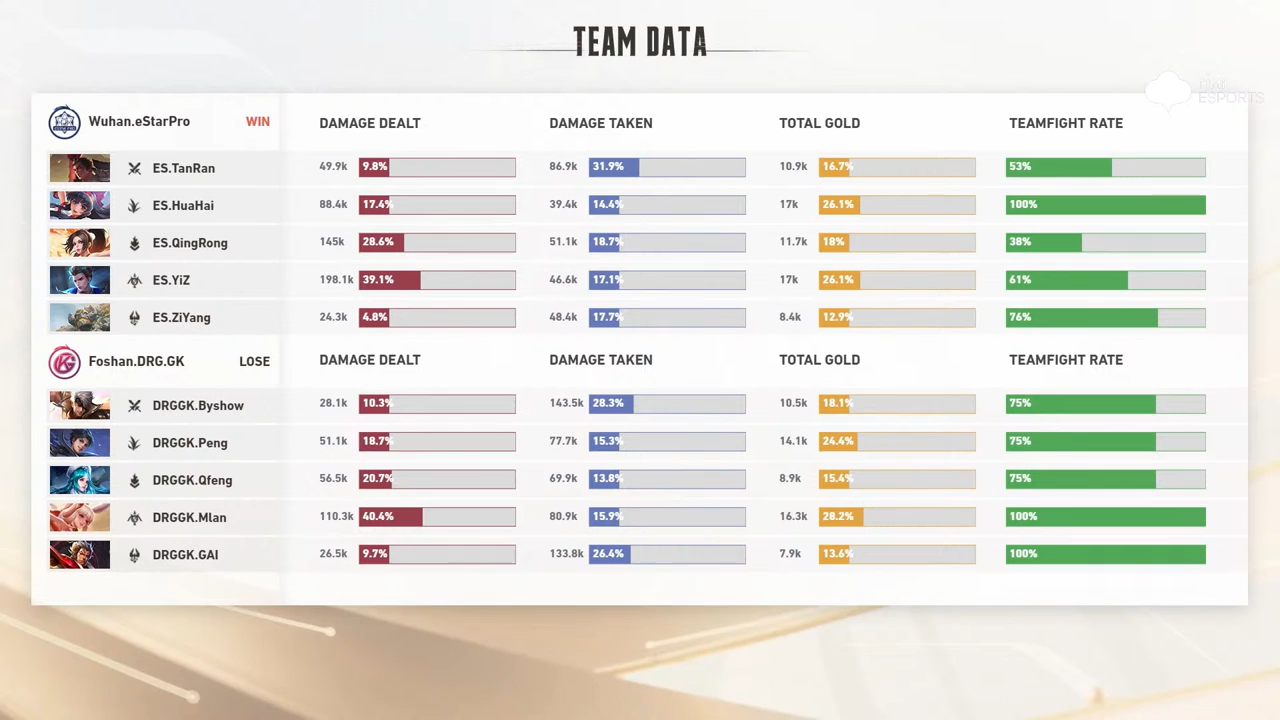 TEAM DATA
ESPORTS
Wuhan.eStarPro WIN DAMAGE DEALT DAMAGE TAKEN TOTAL GOLD TEAMFIGHT RATE
ES.TanRan 49.9k 9.8% 86.9k 31.9% 10.9k 16.7% 53%
ES.HuaHai 88.4k 17.4% 39.4k 14.4% 17k 26.1% 100%
ES.QingRong 145k 28.6% 51.1k 18.7% 11.7k 18% 38%
ES.YiZ 198.1k 39.1% 46.6k 17.1% 17k 26.1% 61%
ES.ZiYang 24.3k 4.8% 48.4k 17.7% 8.4k 12.9% 76%
Foshan.DRG.GK LOSE DAMAGE DEALT DAMAGE TAKEN TOTAL GOLD TEAMFIGHT RATE
DRGGK.Byshow 28.1k 10.3% 143.5k 28.3% 10.5k 18.1% 75%
DRGGK.Peng 51.1k 18.7% 77.7k 15.3% 14.1k 24.4% 75%
DRGGK.Qfeng 56.5k 20.7% 69.9k 13.8% 8.9k 15.4% 75%
DRGGK.Mlan 110.3k 40.4% 80.9k 15.9% 16.3k 28.2% 100%
DRGGK.GAI 26.5k 9.7% 133.8k 26.4% 7.9k 13.6% 100%